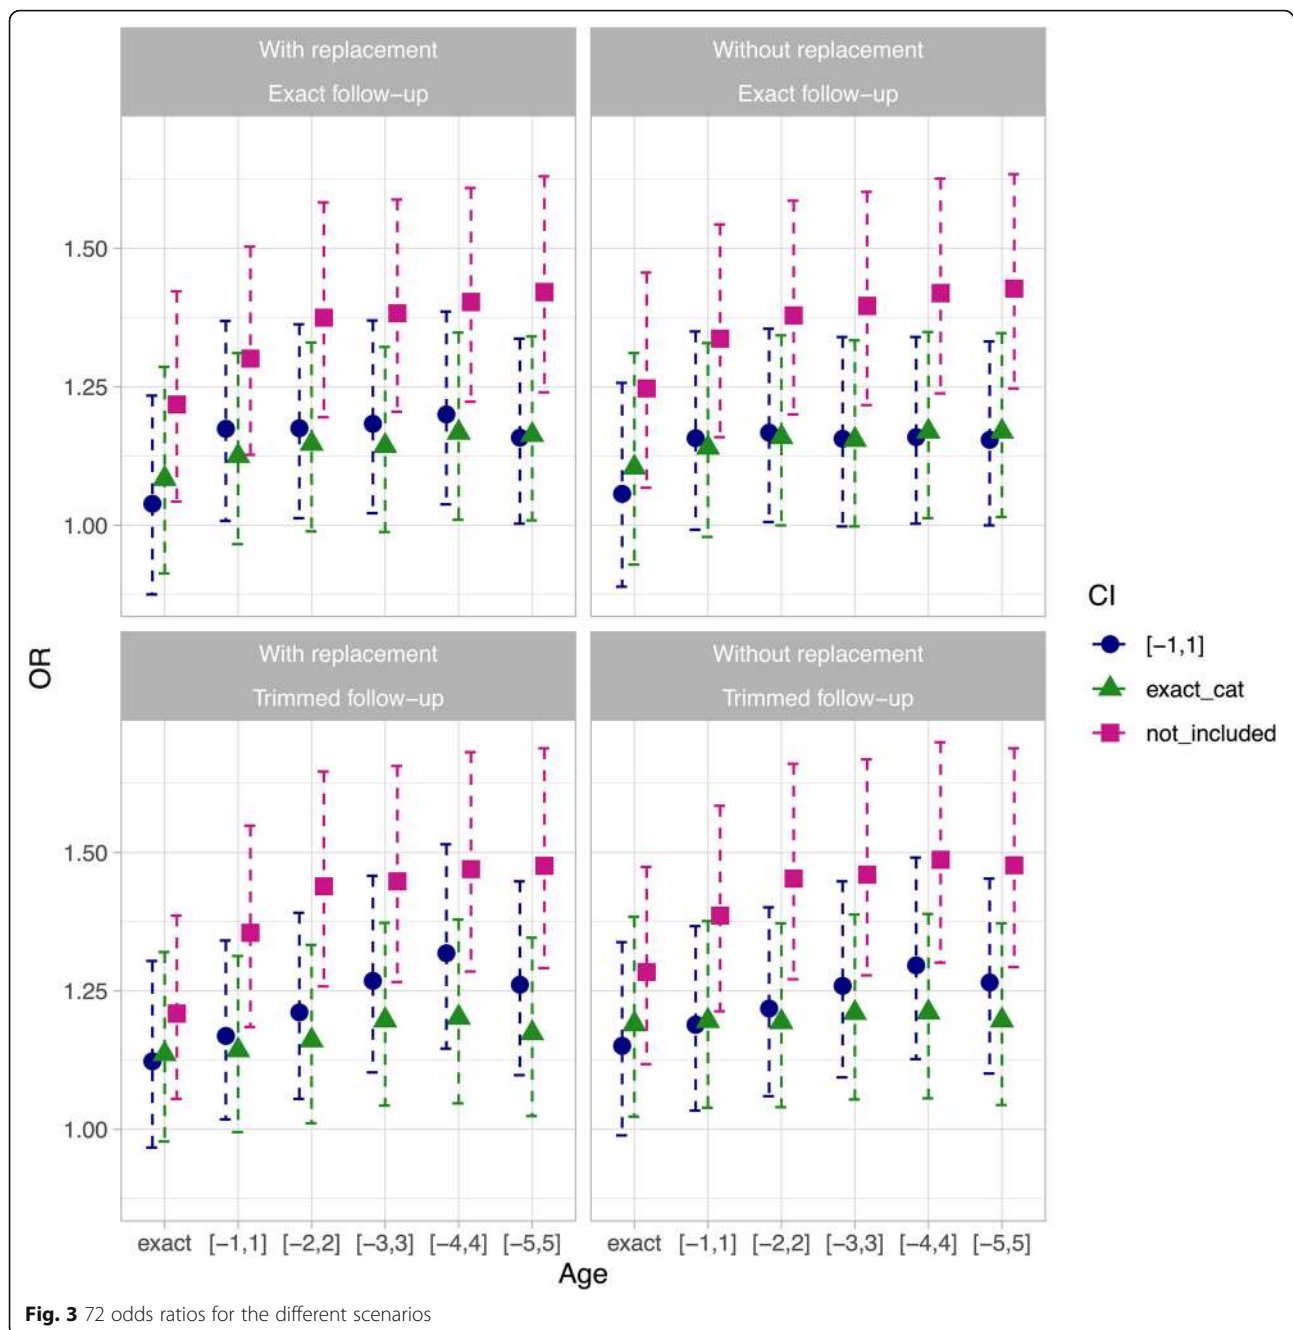 With replacement
Exact follow−up
Without replacement
Exact follow−up
1.50
1.25
1.00
With replacement
Trimmed follow−up
Without replacement
Trimmed follow−up
1.50
1.25
1.00
OR
exact [−1,1] [−2,2] [−3,3] [−4,4] [−5,5]
exact [−1,1] [−2,2] [−3,3] [−4,4] [−5,5]
Age
CI
[−1,1]
exact_cat
not_included
Fig. 3 72 odds ratios for the different scenarios